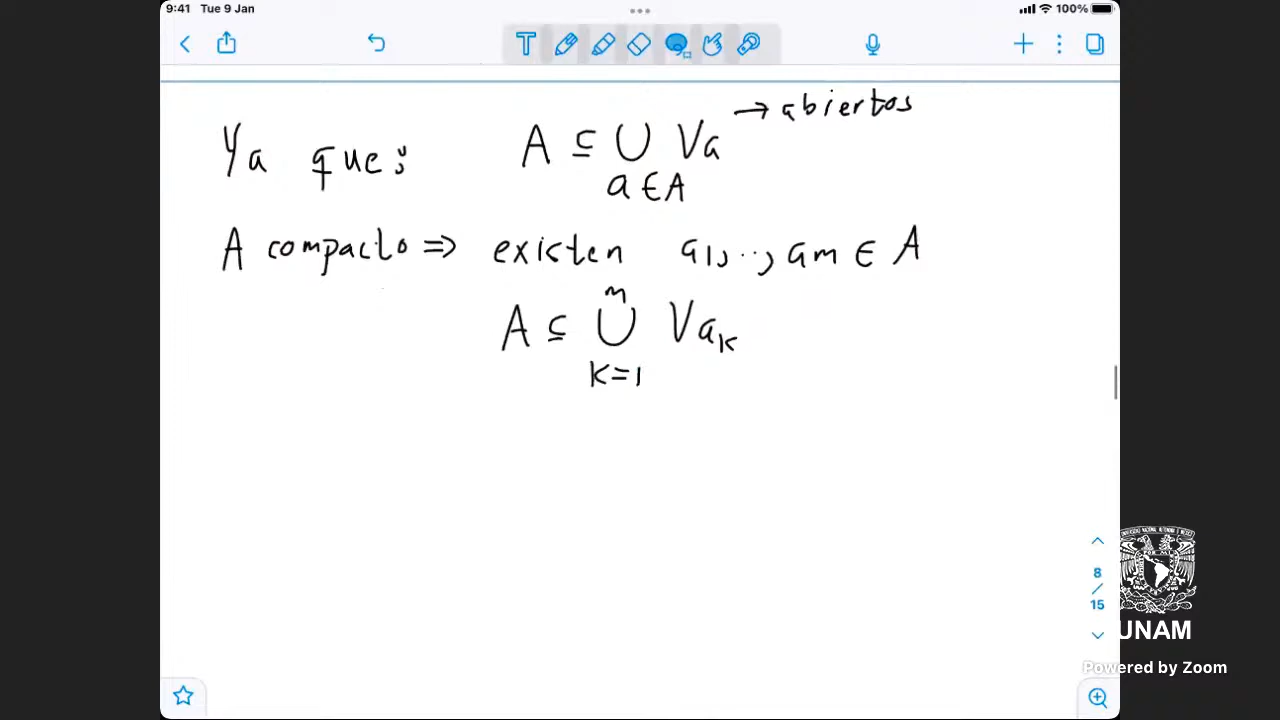 9:41 Tue 9 Jan
100%
T
→ abiertos
Ya que: A ⊆ ∪ Va
a ∈ A
A compacto ⇒ existen a1,..,am ∈ A
m
A ⊆ ∪ Vak
k=1
8
/
15
UNAM
Powered by Zoom